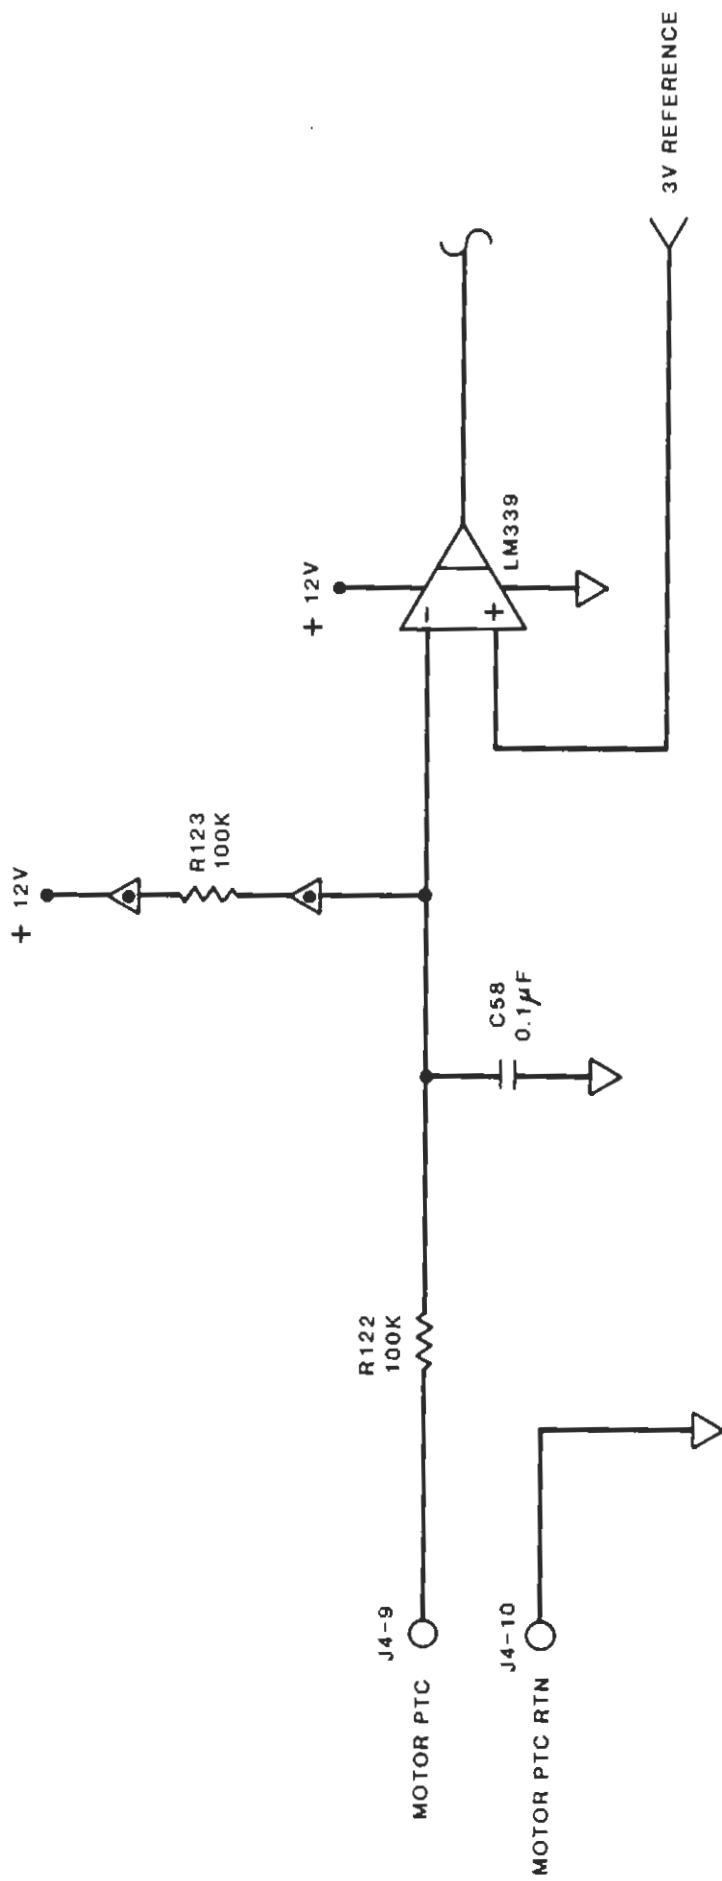 + 12V
R123
100K
+ 12V
-
+
LM339
3V REFERENCE
C58
0.1µF
R122
100K
J4-9
MOTOR PTC
J4-10
MOTOR PTC RTN